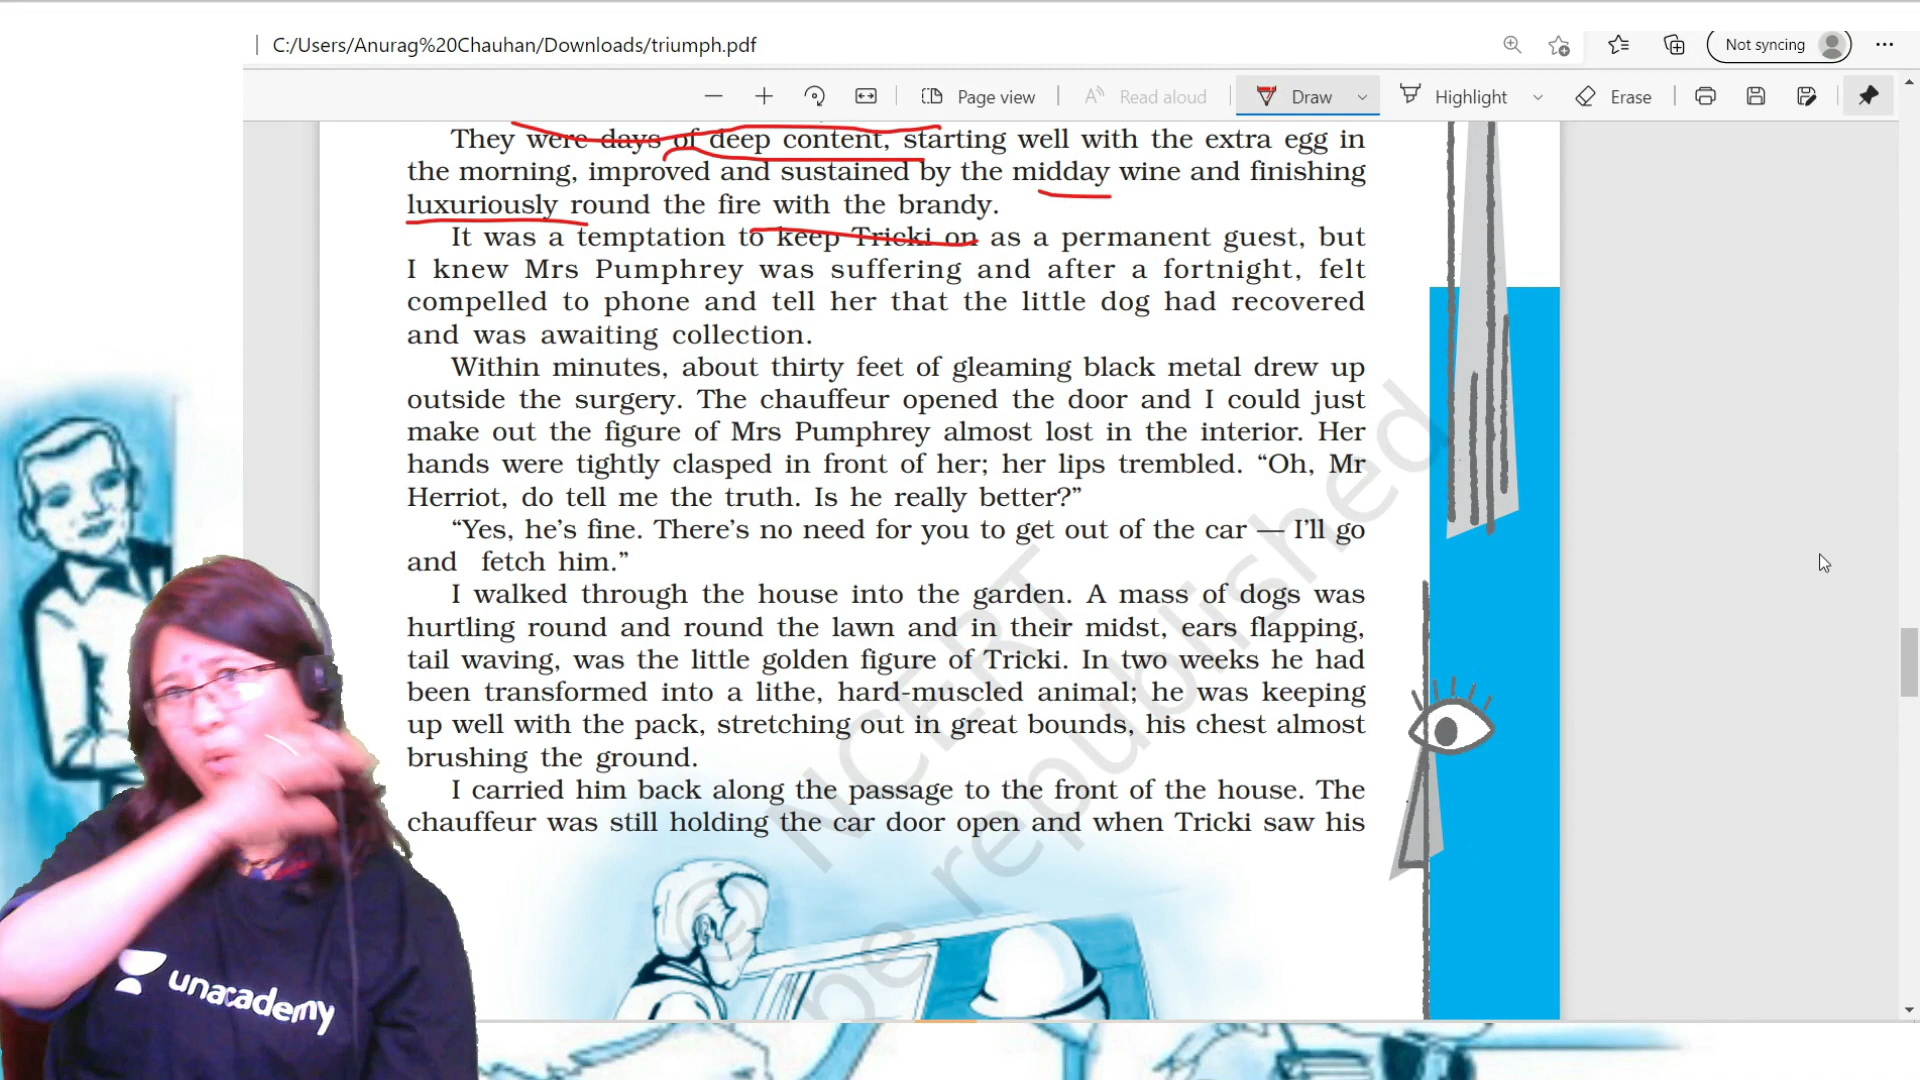 C:/Users/Anurag%20Chauhan/Downloads/triumph.pdf
Not syncing
Page view
Read aloud
Draw
Highlight
Erase
They were days of deep content, starting well with the extra egg in
the morning, improved and sustained by the midday wine and finishing
luxuriously round the fire with the brandy.
It was a temptation to keep Tricki on as a permanent guest, but
I knew Mrs Pumphrey was suffering and after a fortnight, felt
compelled to phone and tell her that the little dog had recovered
and was awaiting collection.
Within minutes, about thirty feet of gleaming black metal drew up
outside the surgery. The chauffeur opened the door and I could just
make out the figure of Mrs Pumphrey almost lost in the interior. Her
hands were tightly clasped in front of her; her lips trembled. “Oh, Mr
Herriot, do tell me the truth. Is he really better?”
“Yes, he’s fine. There’s no need for you to get out of the car — I’ll go
and fetch him.”
I walked through the house into the garden. A mass of dogs was
hurtling round and round the lawn and in their midst, ears flapping,
tail waving, was the little golden figure of Tricki. In two weeks he had
been transformed into a lithe, hard-muscled animal; he was keeping
up well with the pack, stretching out in great bounds, his chest almost
brushing the ground.
I carried him back along the passage to the front of the house. The
chauffeur was still holding the car door open and when Tricki saw his
© NCERT
be republished
unacademy